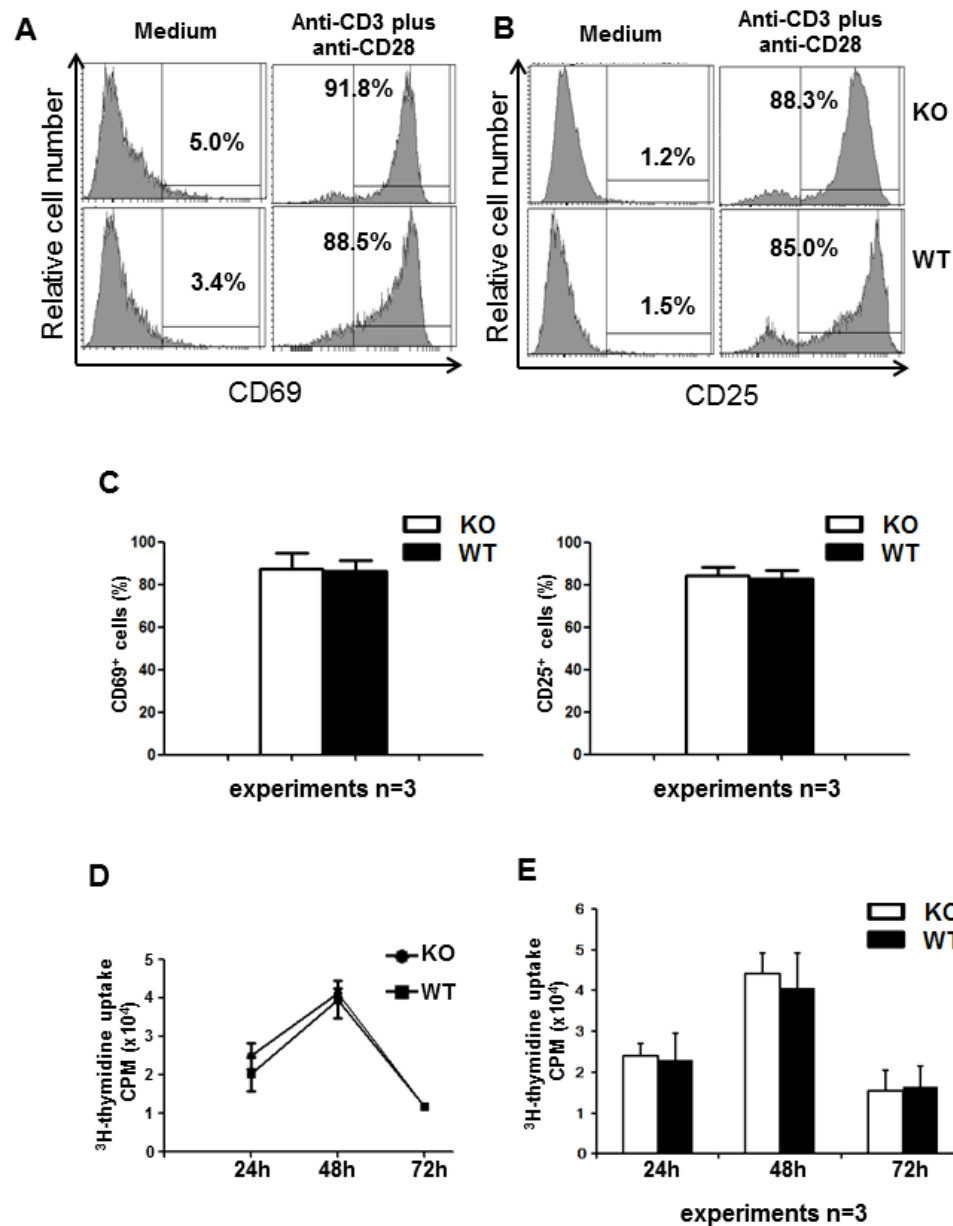 A
Medium
Anti-CD3 plus
anti-CD28
B
Medium
Anti-CD3 plus
anti-CD28
Relative cell number
5.0%
91.8%
3.4%
88.5%
CD69
Relative cell number
1.2%
88.3%
KO
1.5%
85.0%
WT
CD25
C
KO
WT
CD69⁺ cells (%)
100
80
60
40
20
0
experiments n=3
KO
WT
CD25⁺ cells (%)
100
80
60
40
20
0
experiments n=3
D
KO
WT
³H-thymidine uptake
CPM (x10⁴)
5
4
3
2
1
0
24h 48h 72h
E
KO
WT
³H-thymidine uptake
CPM (x10⁴)
6
5
4
3
2
1
0
24h 48h 72h
experiments n=3